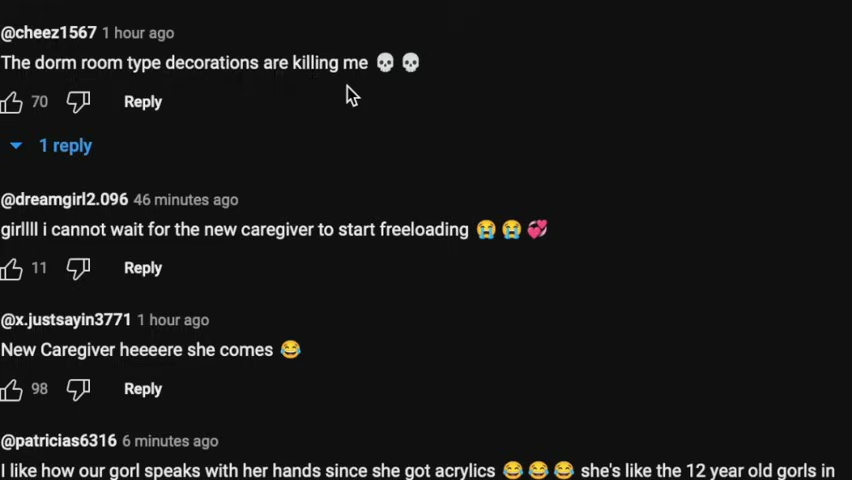 @cheez1567 1 hour ago
The dorm room type decorations are killing me 💀 💀
70 Reply
1 reply
@dreamgirl2.096 46 minutes ago
girllll i cannot wait for the new caregiver to start freeloading 😭 😭 💞
11 Reply
@x.justsayin3771 1 hour ago
New Caregiver heeeere she comes 😂
98 Reply
@patricias6316 6 minutes ago
I like how our gorl speaks with her hands since she got acrylics 😂 😂 😂 she's like the 12 year old gorls in